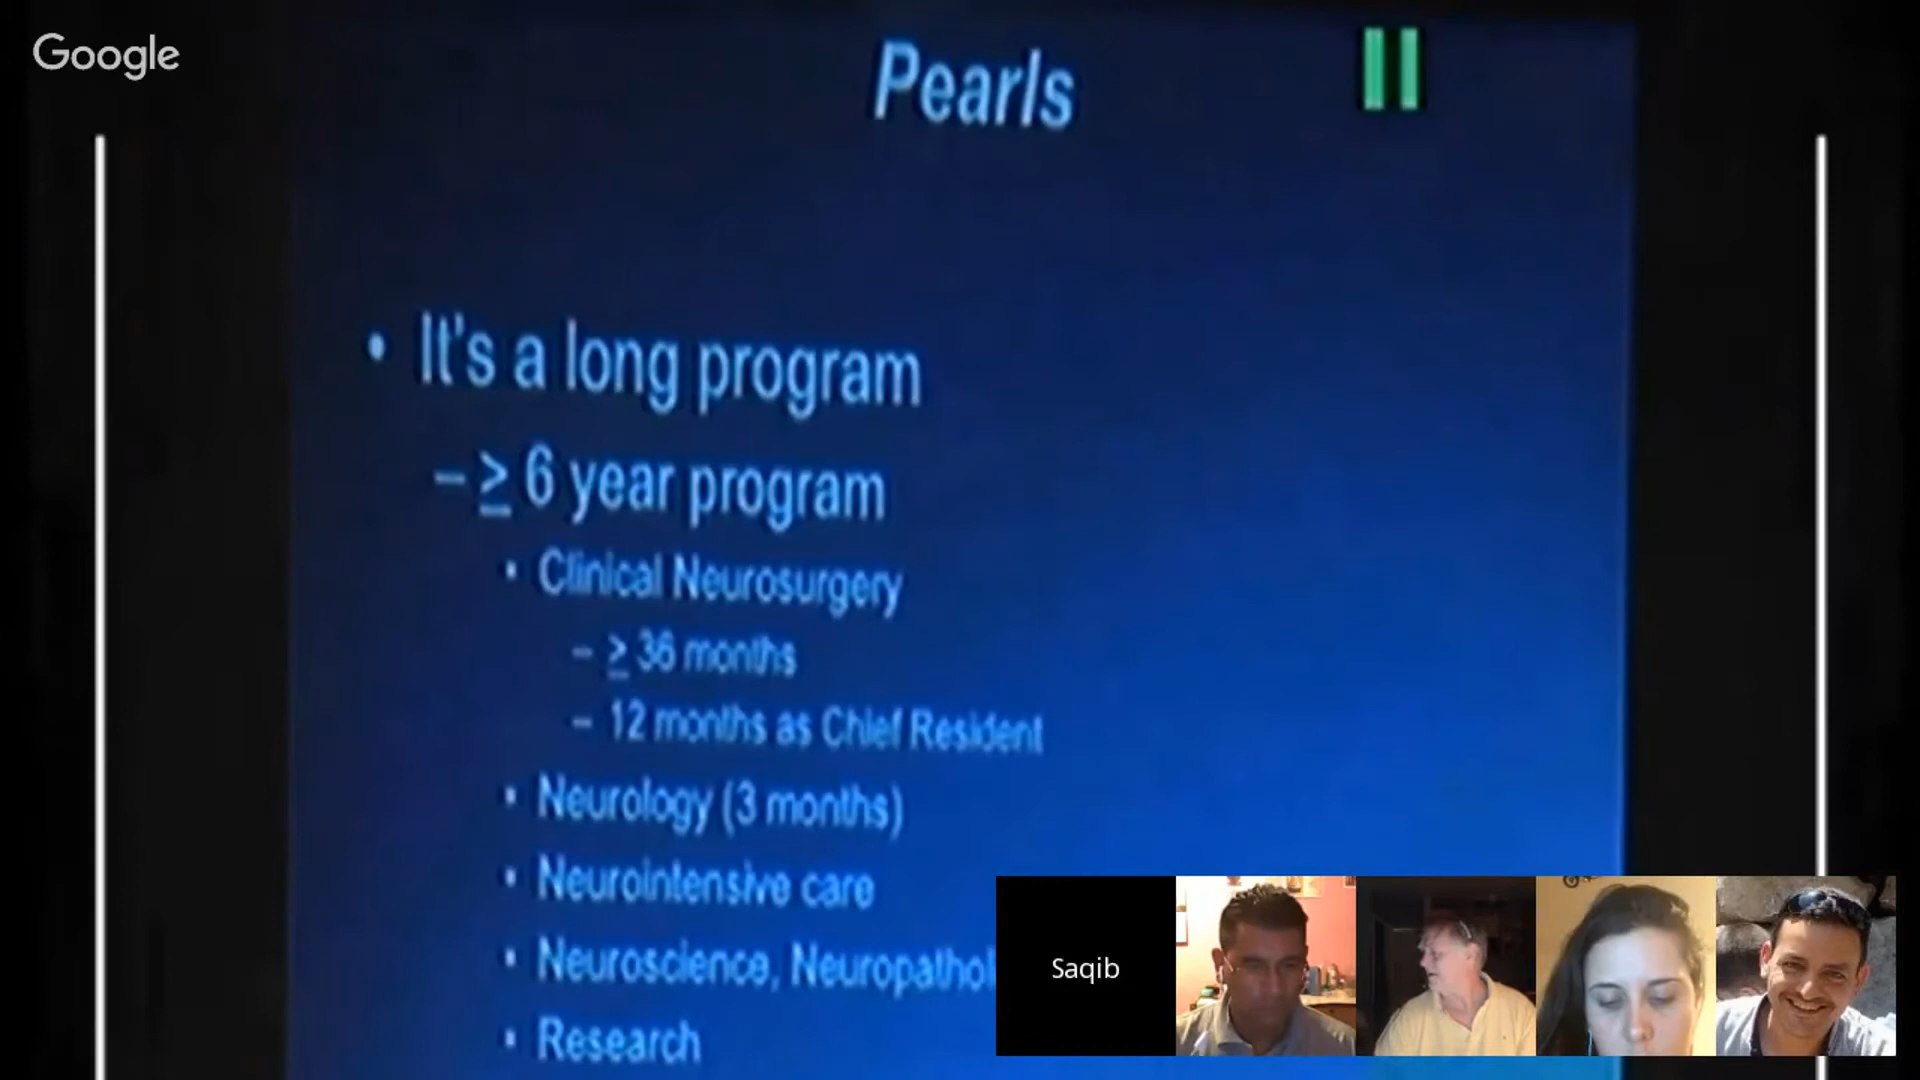 Google
Pearls
• It's a long program
– ≥ 6 year program
• Clinical Neurosurgery
– ≥ 36 months
– 12 months as Chief Resident
• Neurology (3 months)
• Neurointensive care
• Neuroscience, Neuropathol
• Research
Saqib